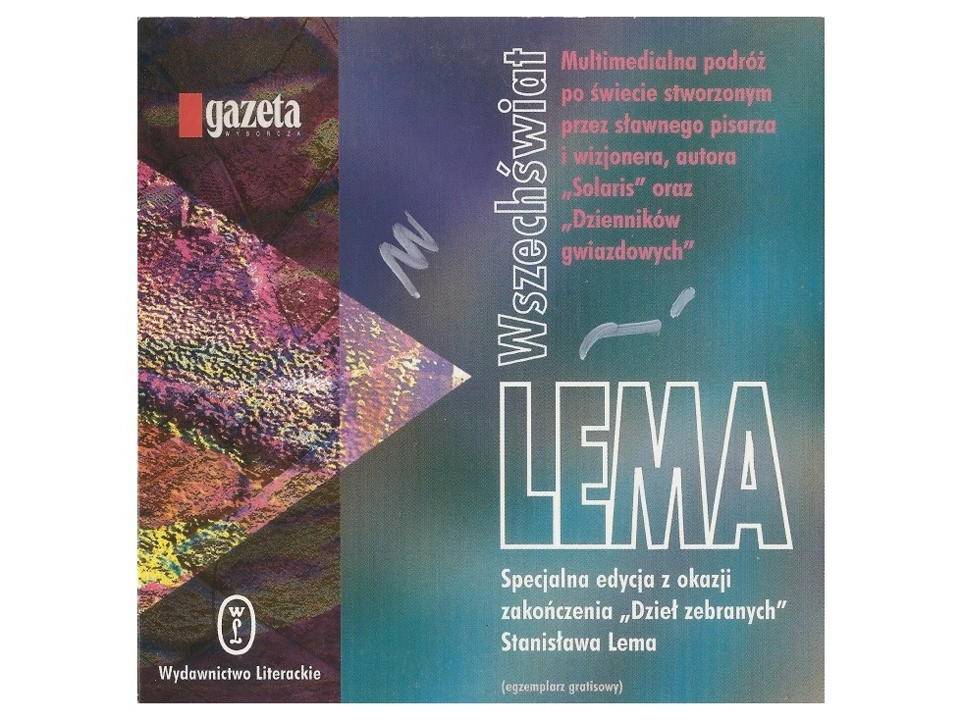 gazeta
WYBORCZA
Wszechświat
LEMA
Multimedialna podróż
po świecie stworzonym
przez sławnego pisarza
i wizjonera, autora
„Solaris” oraz
„Dzienników
gwiazdowych”
Specjalna edycja z okazji
zakończenia „Dzieł zebranych”
Stanisława Lema
(egzemplarz gratisowy)
WL
Wydawnictwo Literackie